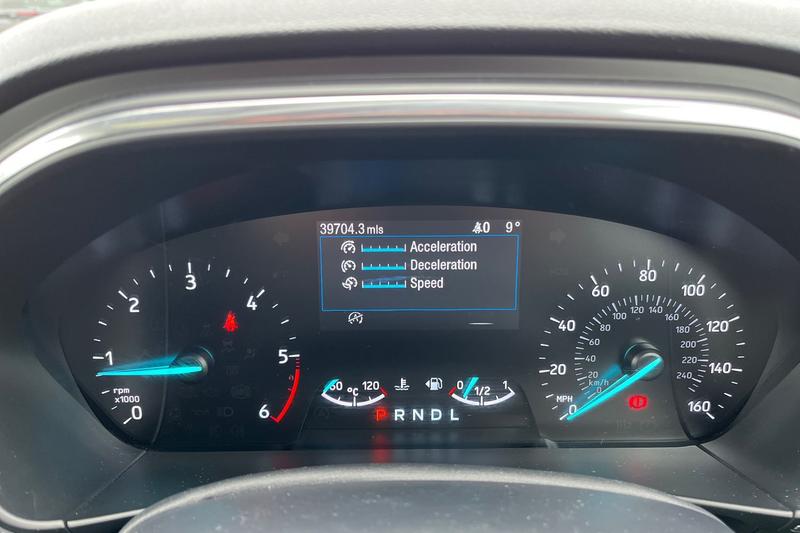 39704.3 mls 0 9°
Acceleration
Deceleration
Speed
0 1 2 3 4 5 6
rpm
x1000
60 °C 120
0 1/2 1
P R N D L
0 20 40 60 80 100 120 140 160
MPH
20 40 60 80 100 120 140 160 180 200 220 240
km/h